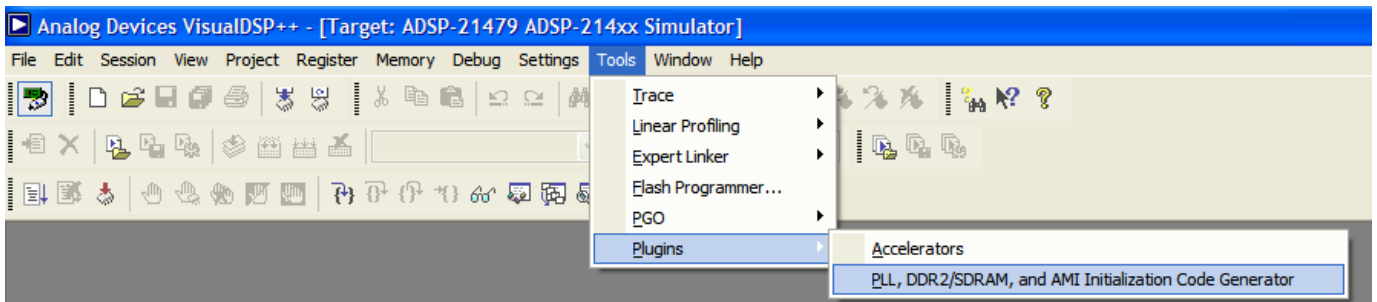 Analog Devices VisualDSP++ - [Target: ADSP-21479 ADSP-214xx Simulator]
File Edit Session View Project Register Memory Debug Settings Tools Window Help
Trace
Linear Profiling
Expert Linker
Flash Programmer...
PGO
Plugins
Accelerators
PLL, DDR2/SDRAM, and AMI Initialization Code Generator